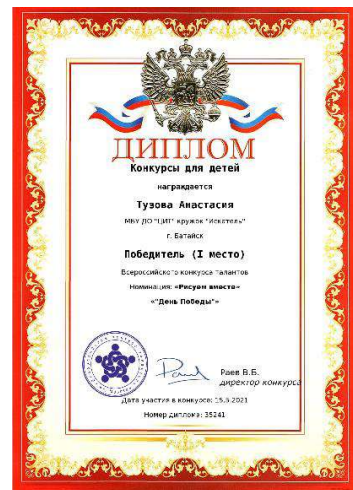 ДИПЛОМ
Конкурсы для детей
награждается
Тузова Анастасия
МБУ ДО "ЦИТ" кружок "Искатель"
г. Батайск
Победитель (I место)
Всероссийского конкурса талантов
Номинация: «Рисуем вместе»
«"День Победы"»
Раев В.Б.
директор конкурса
Дата участия в конкурсе: 15.5.2021
Номер диплома: 35241